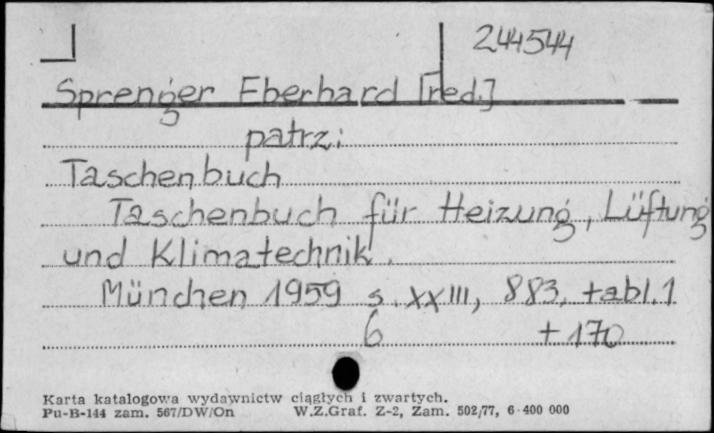 244544
Sprenger Eberhard [red.]
patrz:
Taschenbuch
Taschenbuch für Heizung, Lüftung
und Klimatechnik.
München 1959 s. XXIII, 883, tabl. 1
6 + 170
Karta katalogowa wydawnictw ciągłych i zwartych.
Pu-B-144 zam. 567/DW/On W.Z.Graf. Z-2, Zam. 502/77, 6·400 000